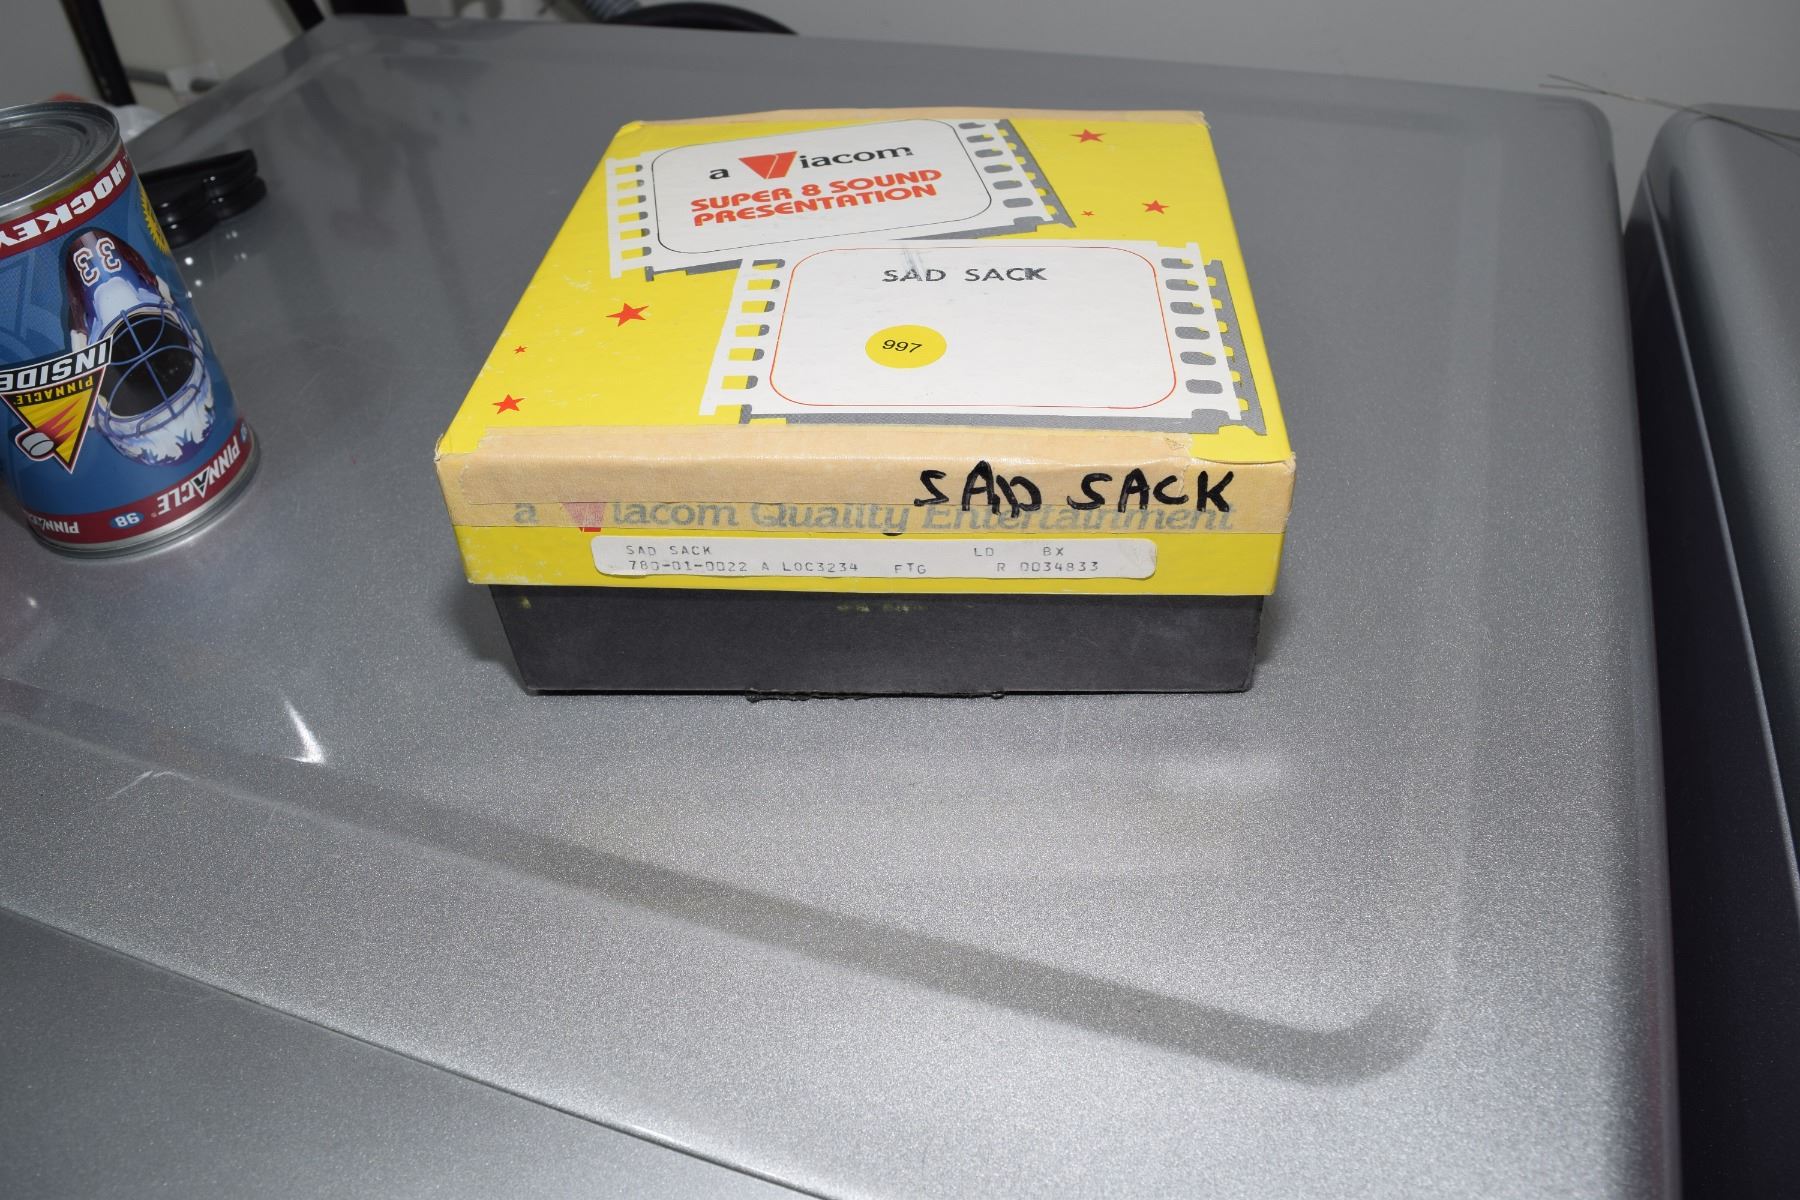 a Viacom
SUPER 8 SOUND
PRESENTATION
SAD SACK
997
SAD SACK
a Viacom Quality Entertainment
SAD SACK LD BX
780-01-0022 A LOC3234 FTG R 0034833
HOCKEY
33
INSIDE
PINNACLE
PINNACLE
98